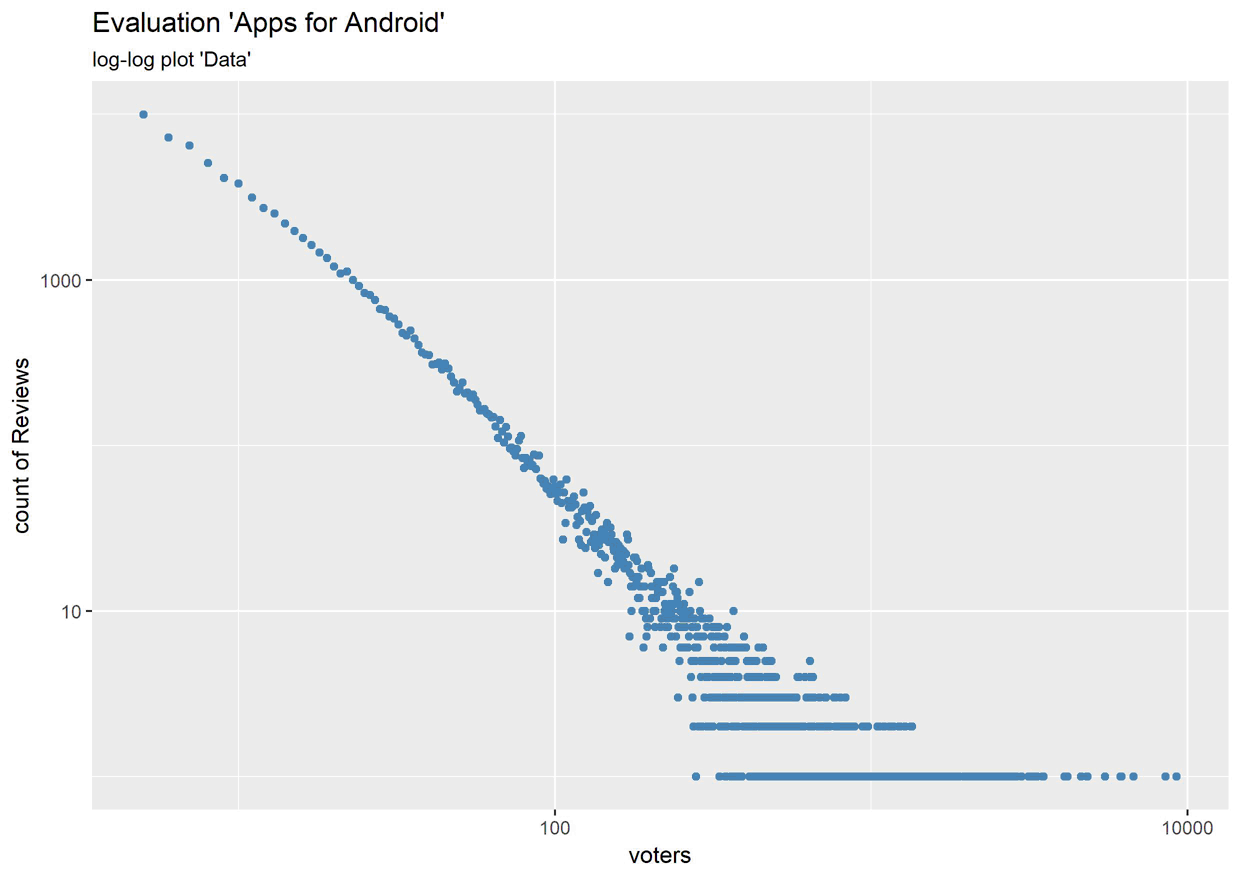 Evaluation 'Apps for Android'
log-log plot 'Data'
1000
10
count of Reviews
100
10000
voters